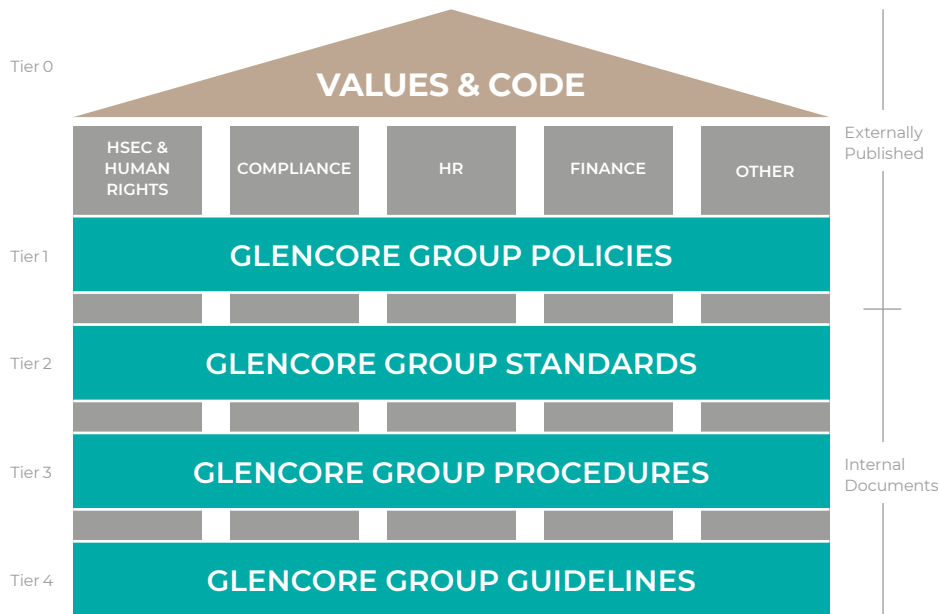 Tier 0
VALUES & CODE
Externally
Published
HSEC &
HUMAN
RIGHTS
COMPLIANCE
HR
FINANCE
OTHER
Tier 1
GLENCORE GROUP POLICIES
Tier 2
GLENCORE GROUP STANDARDS
Tier 3
GLENCORE GROUP PROCEDURES
Internal
Documents
Tier 4
GLENCORE GROUP GUIDELINES